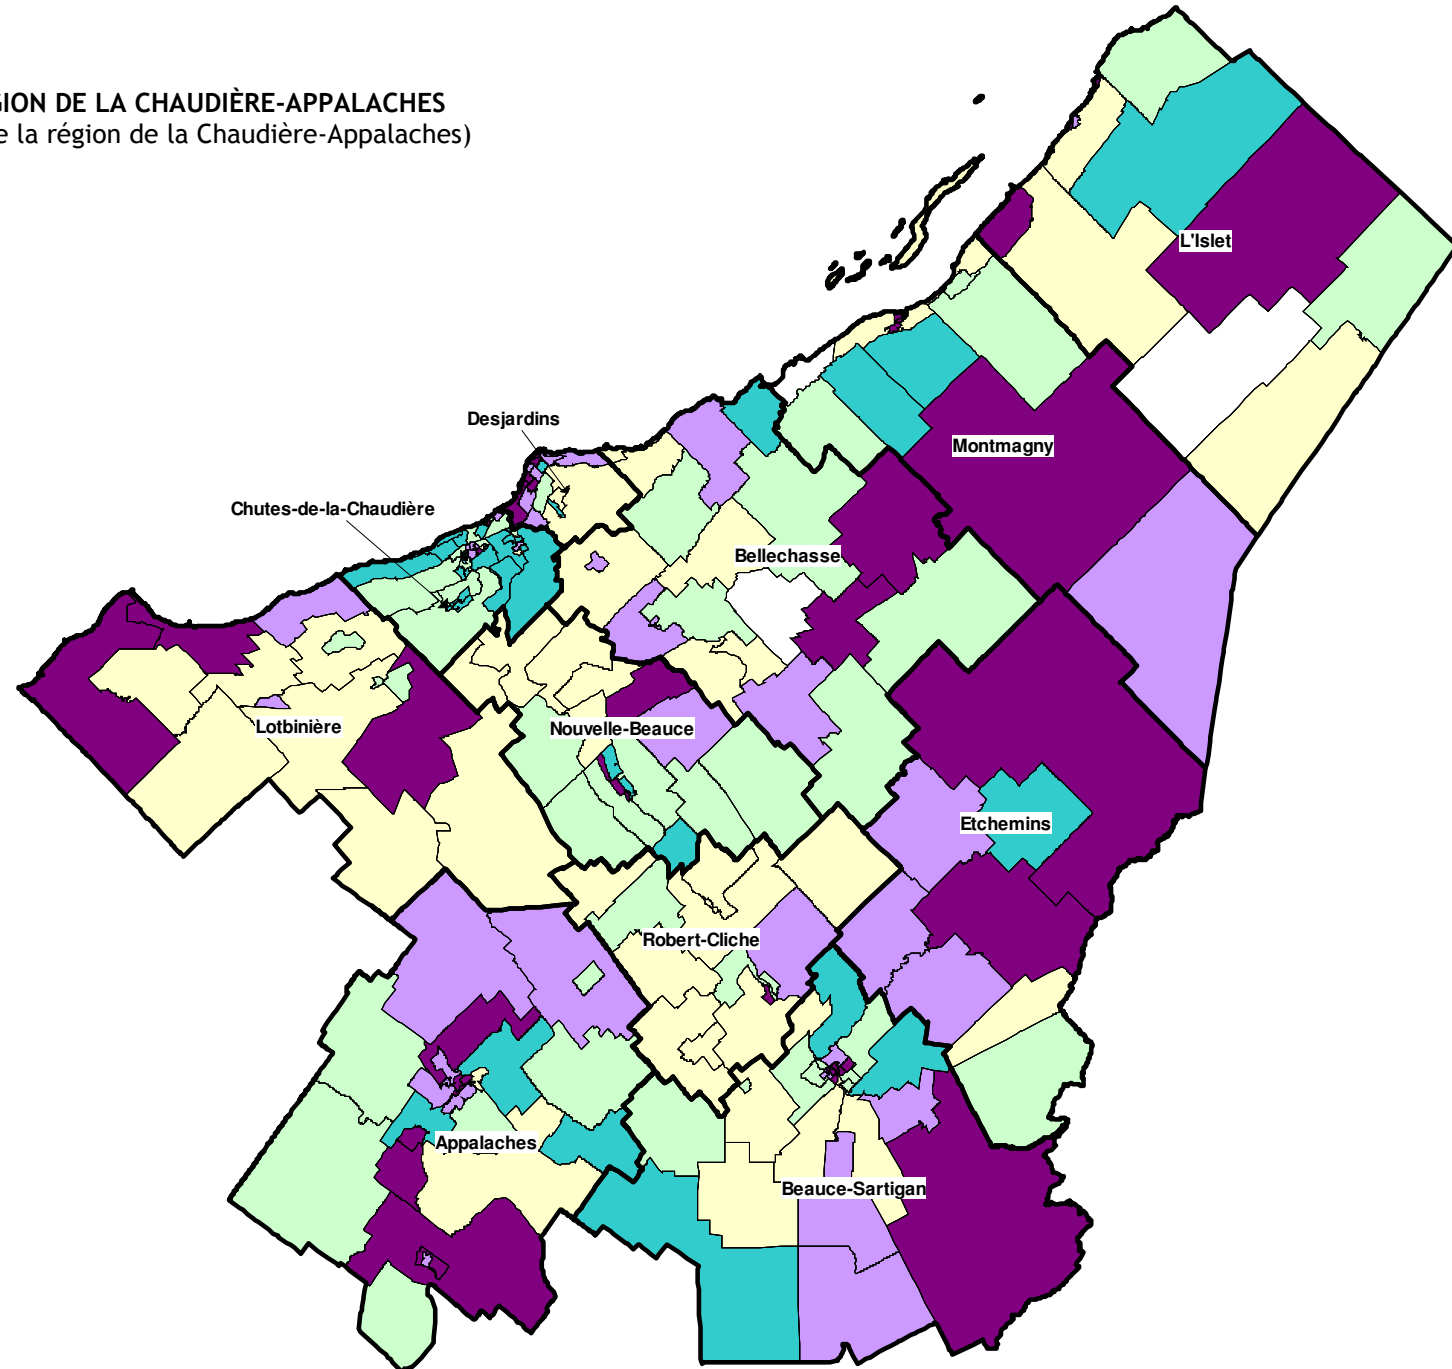 GION DE LA CHAUDIÈRE-APPALACHES
e la région de la Chaudière-Appalaches)
L'Islet
Desjardins
Montmagny
Chutes-de-la-Chaudière
Bellechasse
Lotbinière
Nouvelle-Beauce
Etchemins
Robert-Cliche
Appalaches
Beauce-Sartigan